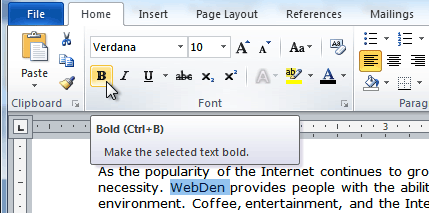 File Home Insert Page Layout References Mailings
Verdana 10 A A Aa
Paste B I U abc x₂ x² A ab A
Clipboard Font Parag
L 3
Bold (Ctrl+B)
Make the selected text bold.
As the popularity of the Internet continues to gro
necessity. WebDen provides people with the abilit
environment. Coffee, entertainment, and the Inte